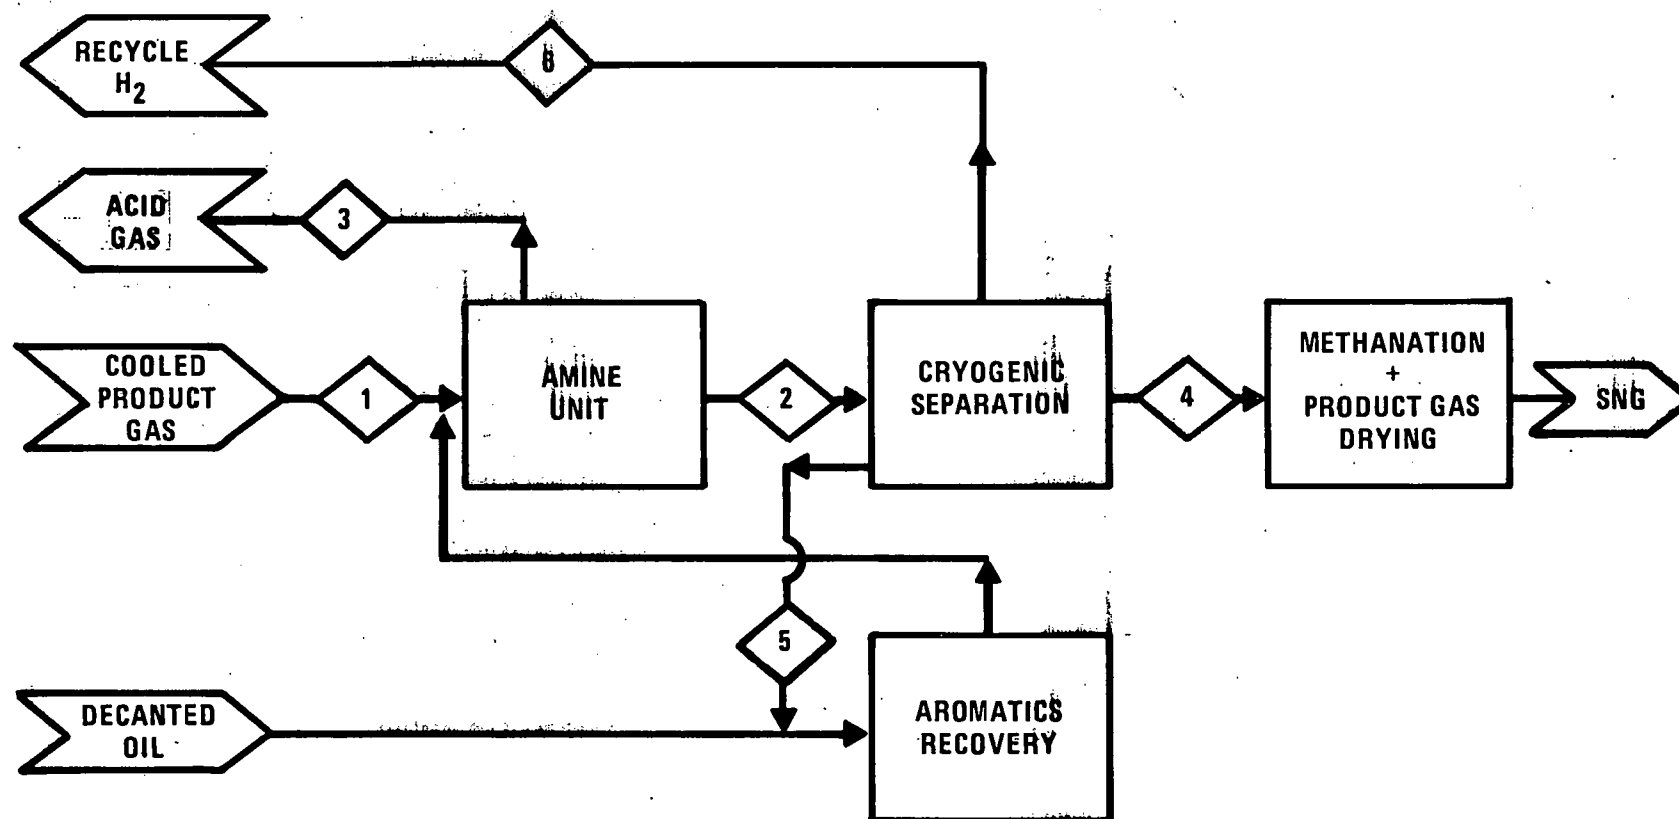 RECYCLE
H2
6
ACID
GAS
3
COOLED
PRODUCT
GAS
1
AMINE
UNIT
2
CRYOGENIC
SEPARATION
4
METHANATION
+
PRODUCT GAS
DRYING
SNG
5
DECANTED
OIL
AROMATICS
RECOVERY